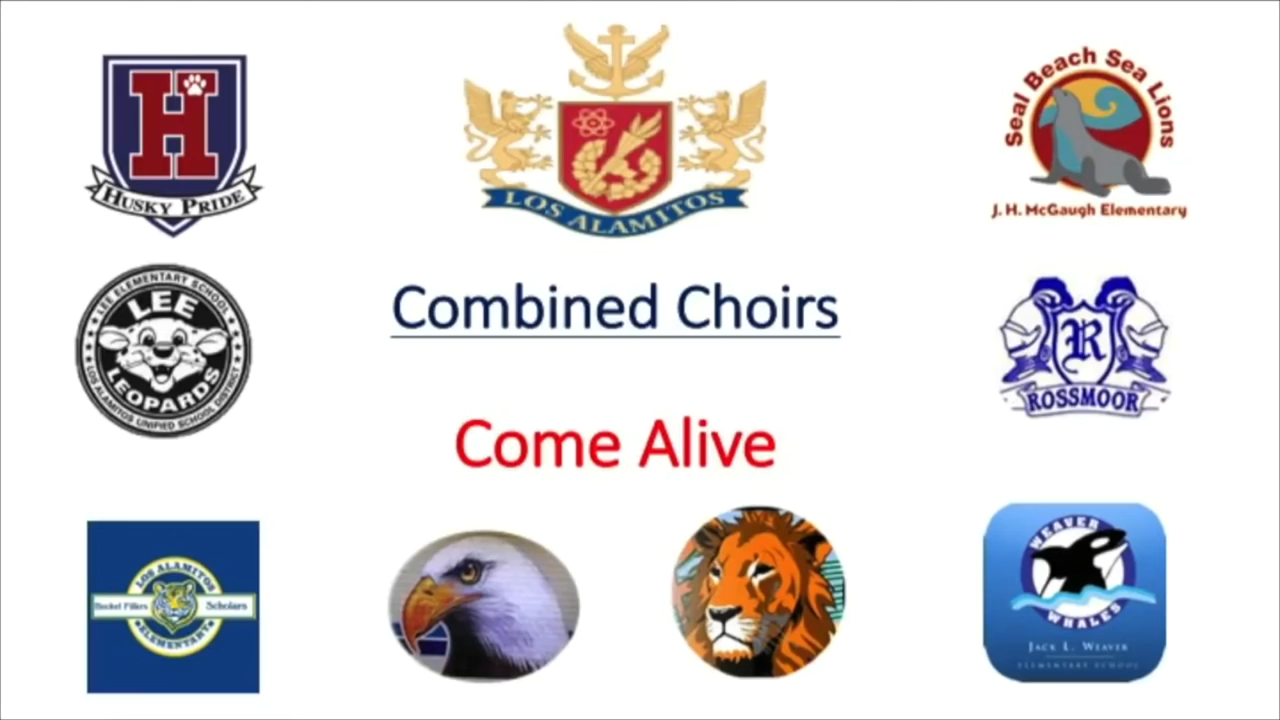 H
HUSKY PRIDE
LOS ALAMITOS
Seal Beach Sea Lions
J. H. McGaugh Elementary
LEE ELEMENTARY SCHOOL
LEE
LEOPARDS
LOS ALAMITOS UNIFIED SCHOOL DISTRICT
Combined Choirs
R
ROSSMOOR
Come Alive
LOS ALAMITOS
Bucket Fillers Scholars
ELEMENTARY
WEAVER
WHALES
JACK L. WEAVER
ELEMENTARY SCHOOL